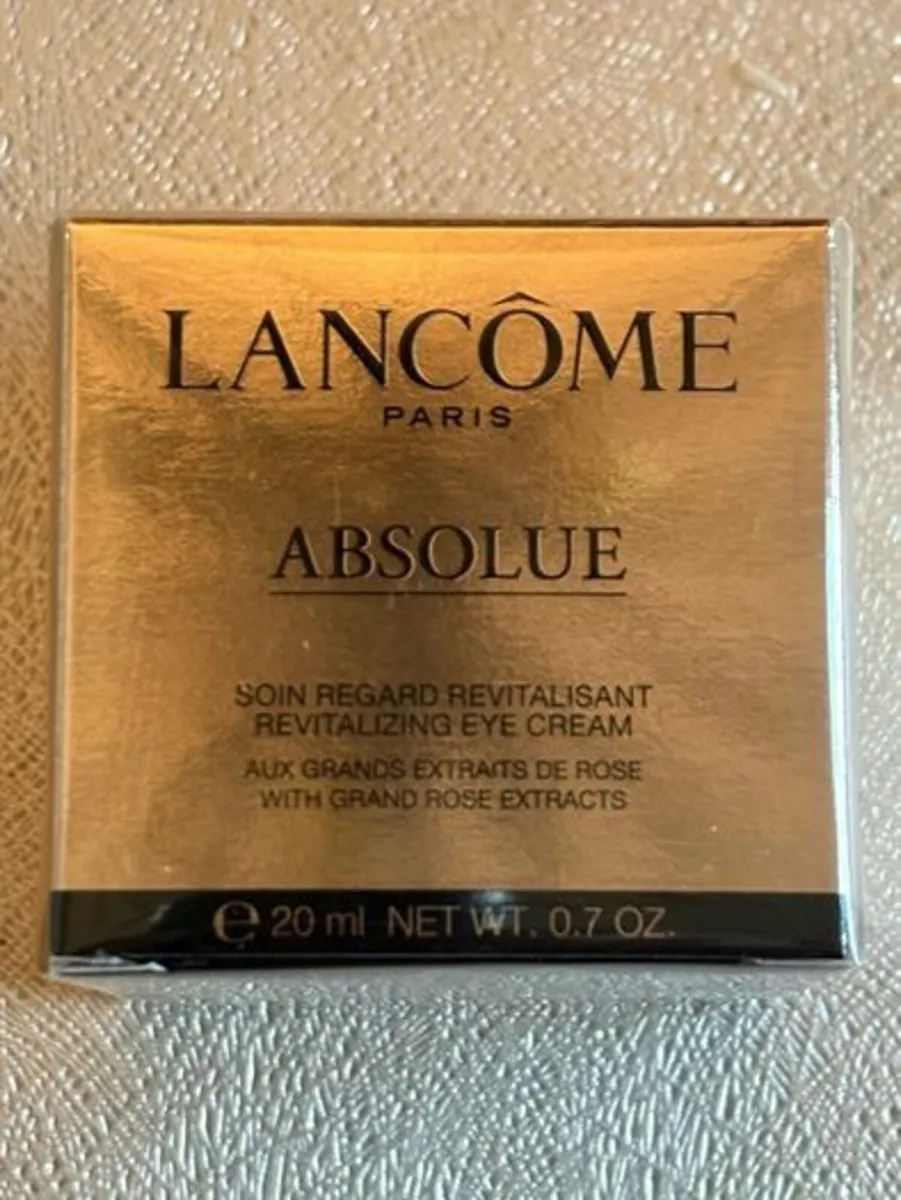 LANCÔME
PARIS
ABSOLUE
SOIN REGARD REVITALISANT
REVITALIZING EYE CREAM
AUX GRANDS EXTRAITS DE ROSE
WITH GRAND ROSE EXTRACTS
℮ 20 ml NET WT. 0.7 OZ.